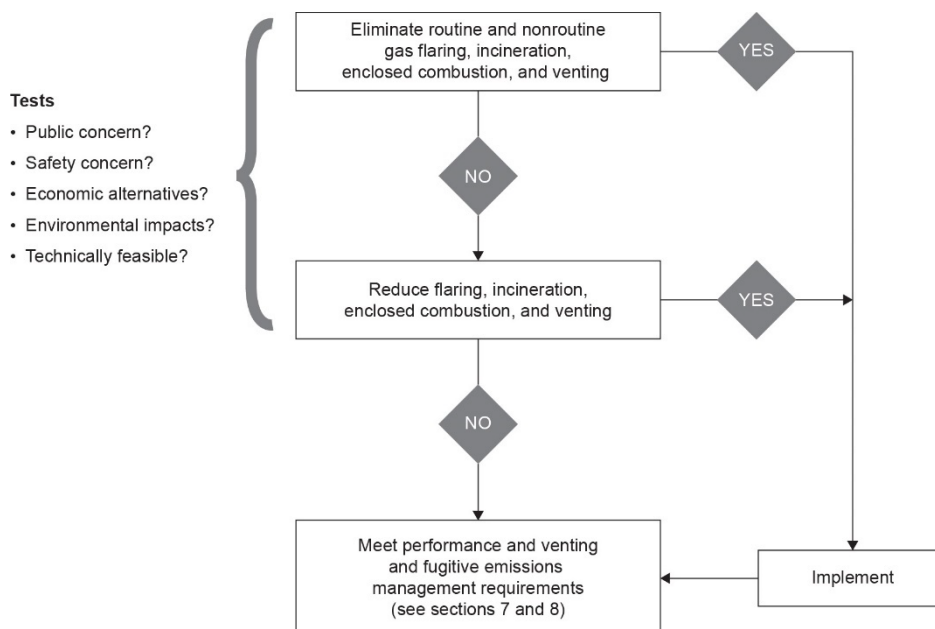 Eliminate routine and nonroutine
gas flaring, incineration,
enclosed combustion, and venting
YES
Tests
• Public concern?
• Safety concern?
• Economic alternatives?
• Environmental impacts?
• Technically feasible?
NO
Reduce flaring, incineration,
enclosed combustion, and venting
YES
NO
Meet performance and venting
and fugitive emissions
management requirements
(see sections 7 and 8)
Implement